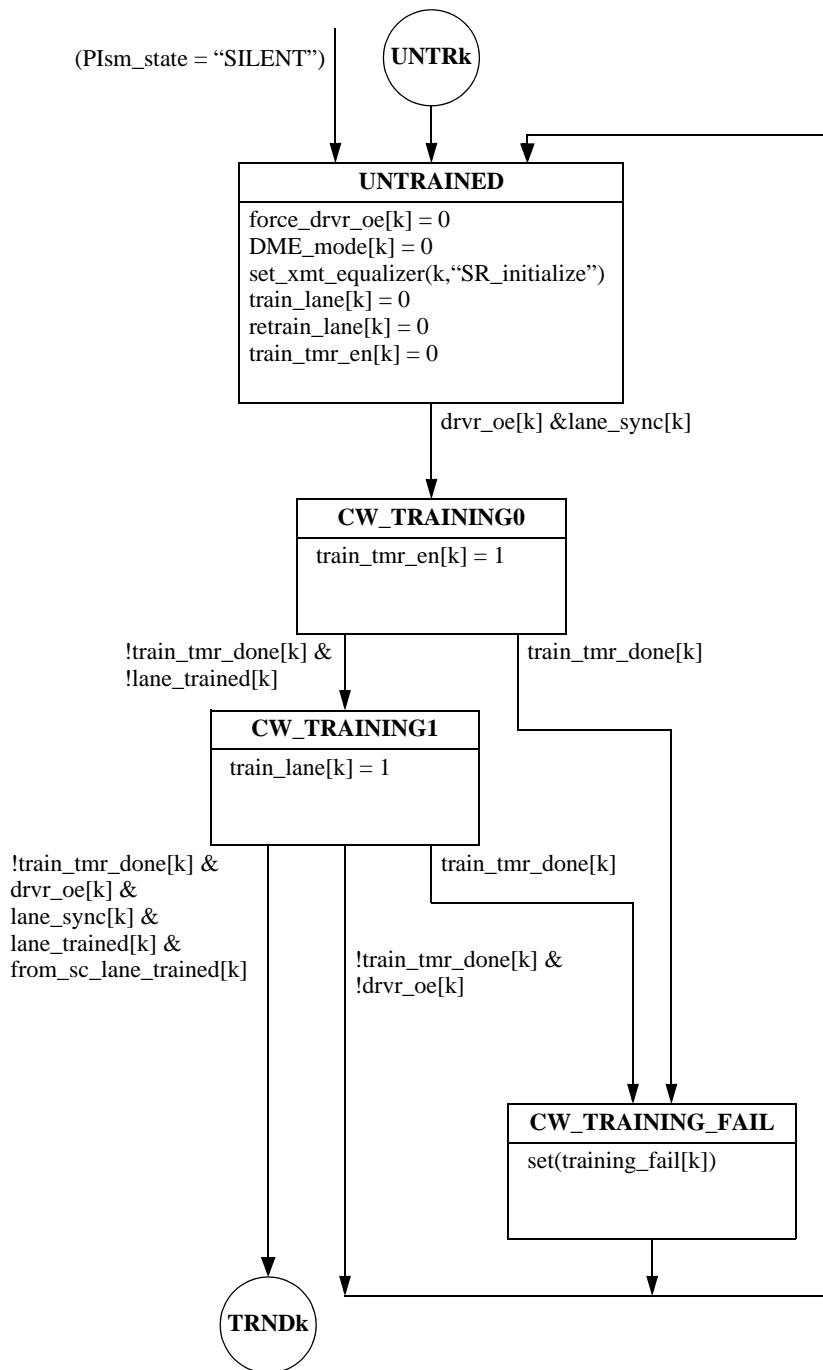 (PIsm_state = “SILENT”)
UNTRk
UNTRAINED
force_drvr_oe[k] = 0
DME_mode[k] = 0
set_xmt_equalizer(k,“SR_initialize”)
train_lane[k] = 0
retrain_lane[k] = 0
train_tmr_en[k] = 0
drvr_oe[k] &lane_sync[k]
CW_TRAINING0
train_tmr_en[k] = 1
!train_tmr_done[k] &
!lane_trained[k]
train_tmr_done[k]
CW_TRAINING1
train_lane[k] = 1
!train_tmr_done[k] &
drvr_oe[k] &
lane_sync[k] &
lane_trained[k] &
from_sc_lane_trained[k]
train_tmr_done[k]
!train_tmr_done[k] &
!drvr_oe[k]
CW_TRAINING_FAIL
set(training_fail[k])
TRNDk